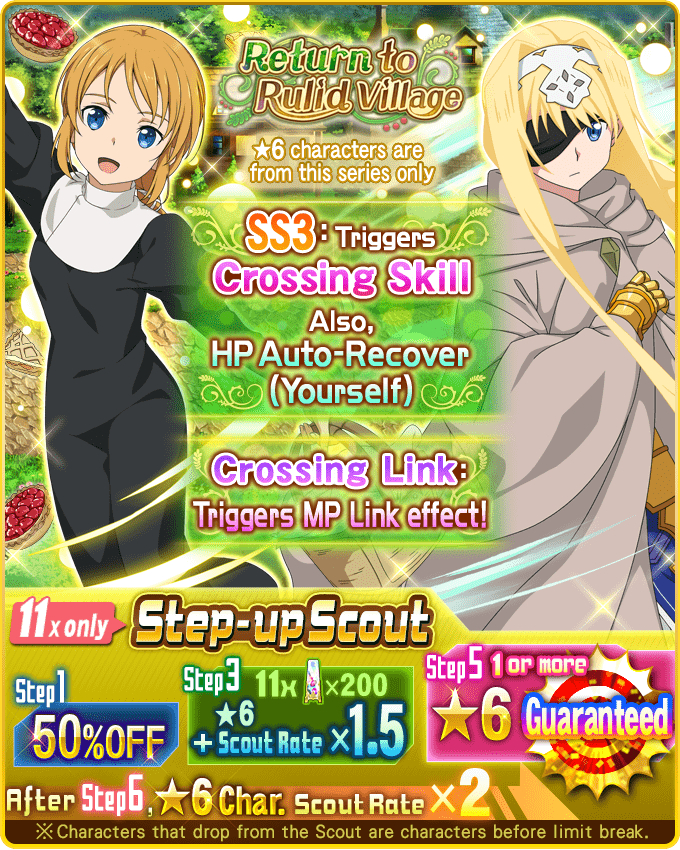 Return to
Rulid Village
★6 characters are
from this series only
SS3: Triggers
Crossing Skill
Also,
HP Auto-Recover
(Yourself)
Crossing Link:
Triggers MP Link effect!
11x only
Step-up Scout
Step1
50%OFF
Step3
11x ×200
★6
+ Scout Rate ×1.5
Step5 1 or more
★6 Guaranteed
After Step6, ★6 Char. Scout Rate ×2
※Characters that drop from the Scout are characters before limit break.